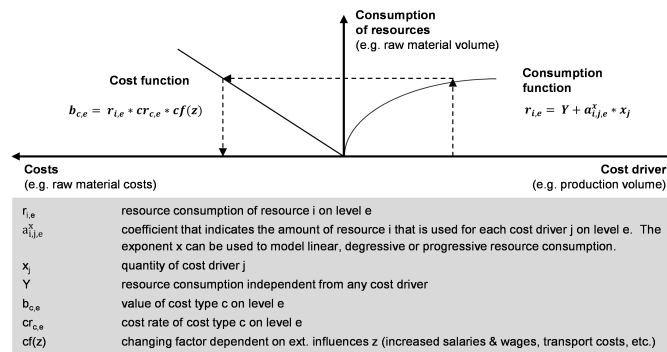 Consumption
of resources
(e.g. raw material volume)
Cost function
b_c,e = r_i,e * cr_c,e * cf(z)
Consumption
function
r_i,e = Y + a^x_i,j,e * x_j
Costs
(e.g. raw material costs)
Cost driver
(e.g. production volume)
r_i,e resource consumption of resource i on level e
a^x_i,j,e coefficient that indicates the amount of resource i that is used for each cost driver j on level e. The
exponent x can be used to model linear, degressive or progressive resource consumption.
x_j quantity of cost driver j
Y resource consumption independent from any cost driver
b_c,e value of cost type c on level e
cr_c,e cost rate of cost type c on level e
cf(z) changing factor dependent on ext. influences z (increased salaries & wages, transport costs, etc.)